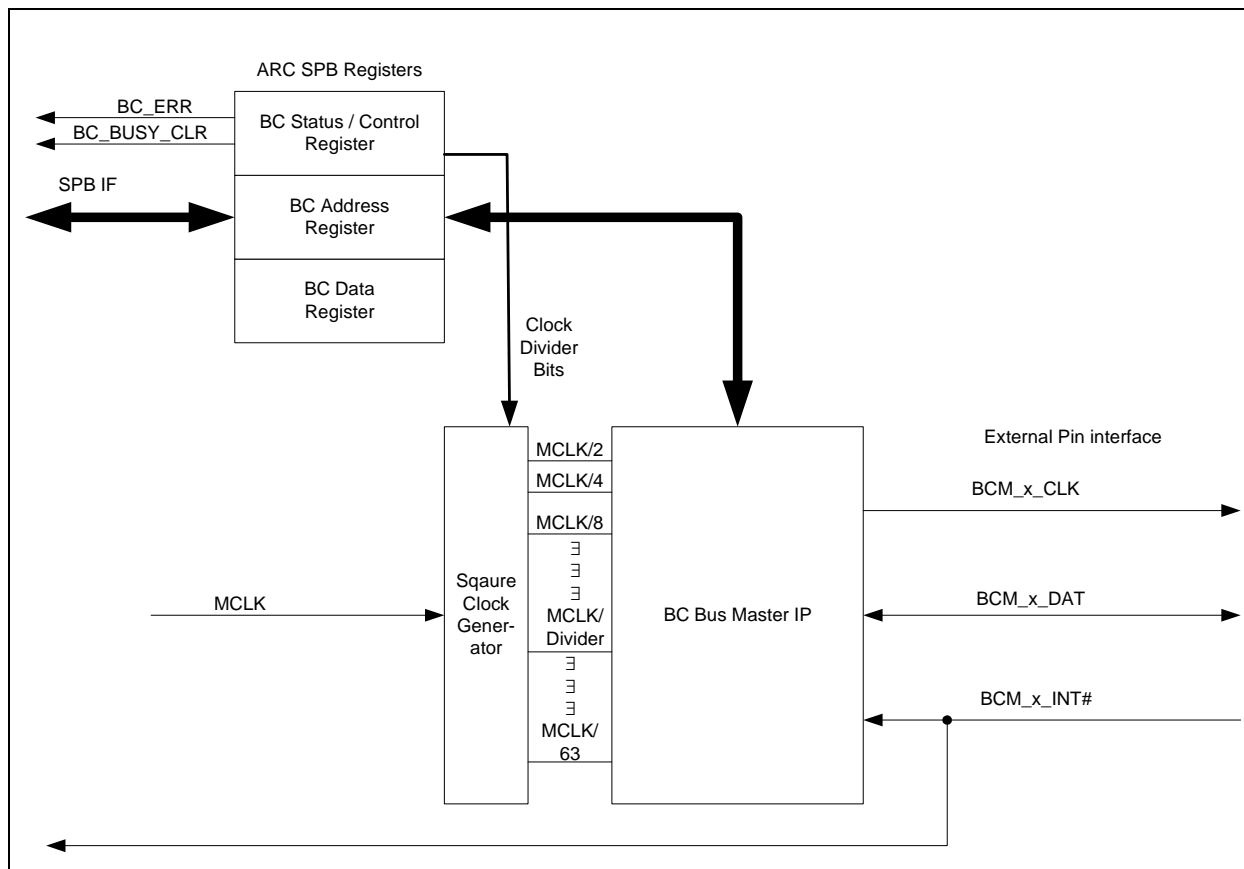 ARC SPB Registers
BC_ERR
BC_BUSY_CLR
BC Status / Control
Register
SPB IF
BC Address
Register
BC Data
Register
Clock
Divider
Bits
MCLK/2
MCLK/4
MCLK/8
∃
∃
∃
MCLK/
Divider
∃
∃
∃
MCLK/
63
MCLK
Sqaure
Clock
Gener-
ator
BC Bus Master IP
External Pin interface
BCM_x_CLK
BCM_x_DAT
BCM_x_INT#